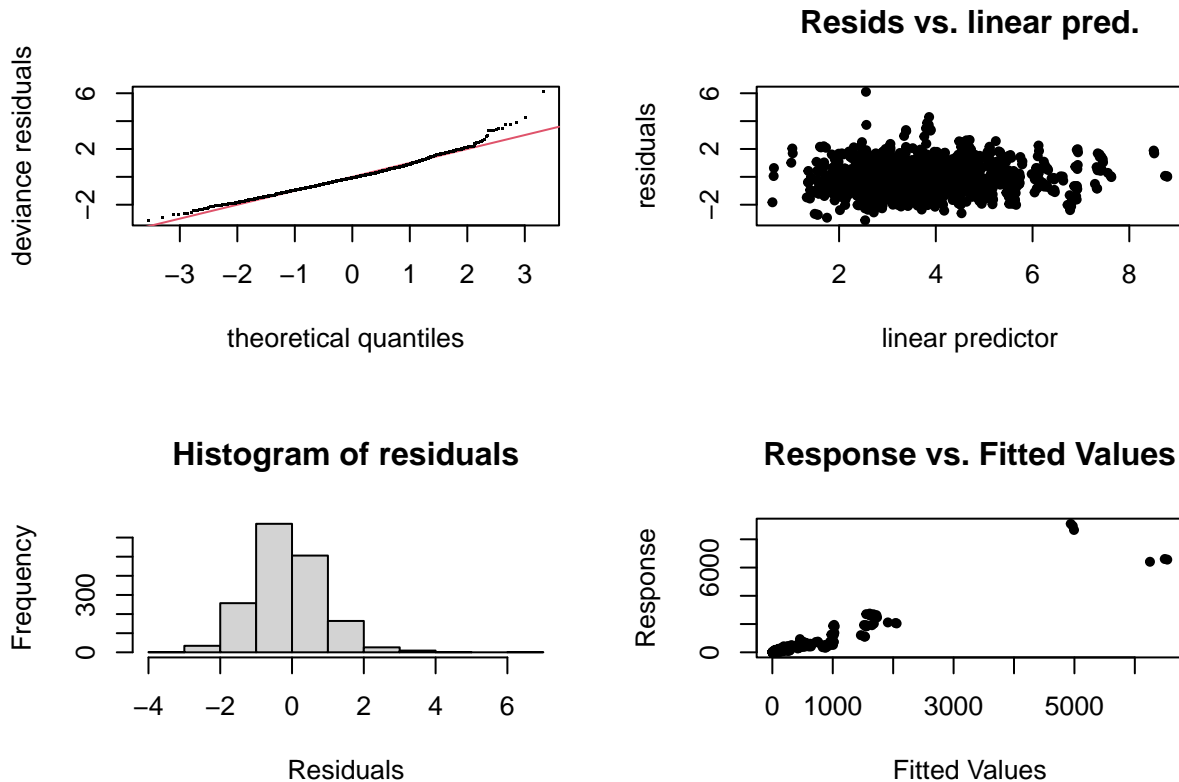 deviance residuals
6
2
−2
−3 −2 −1 0 1 2 3
theoretical quantiles
Resids vs. linear pred.
residuals
6
2
−2
2 4 6 8
linear predictor
Histogram of residuals
Frequency
300
0
−4 −2 0 2 4 6
Residuals
Response vs. Fitted Values
Response
6000
0
0 1000 3000 5000
Fitted Values